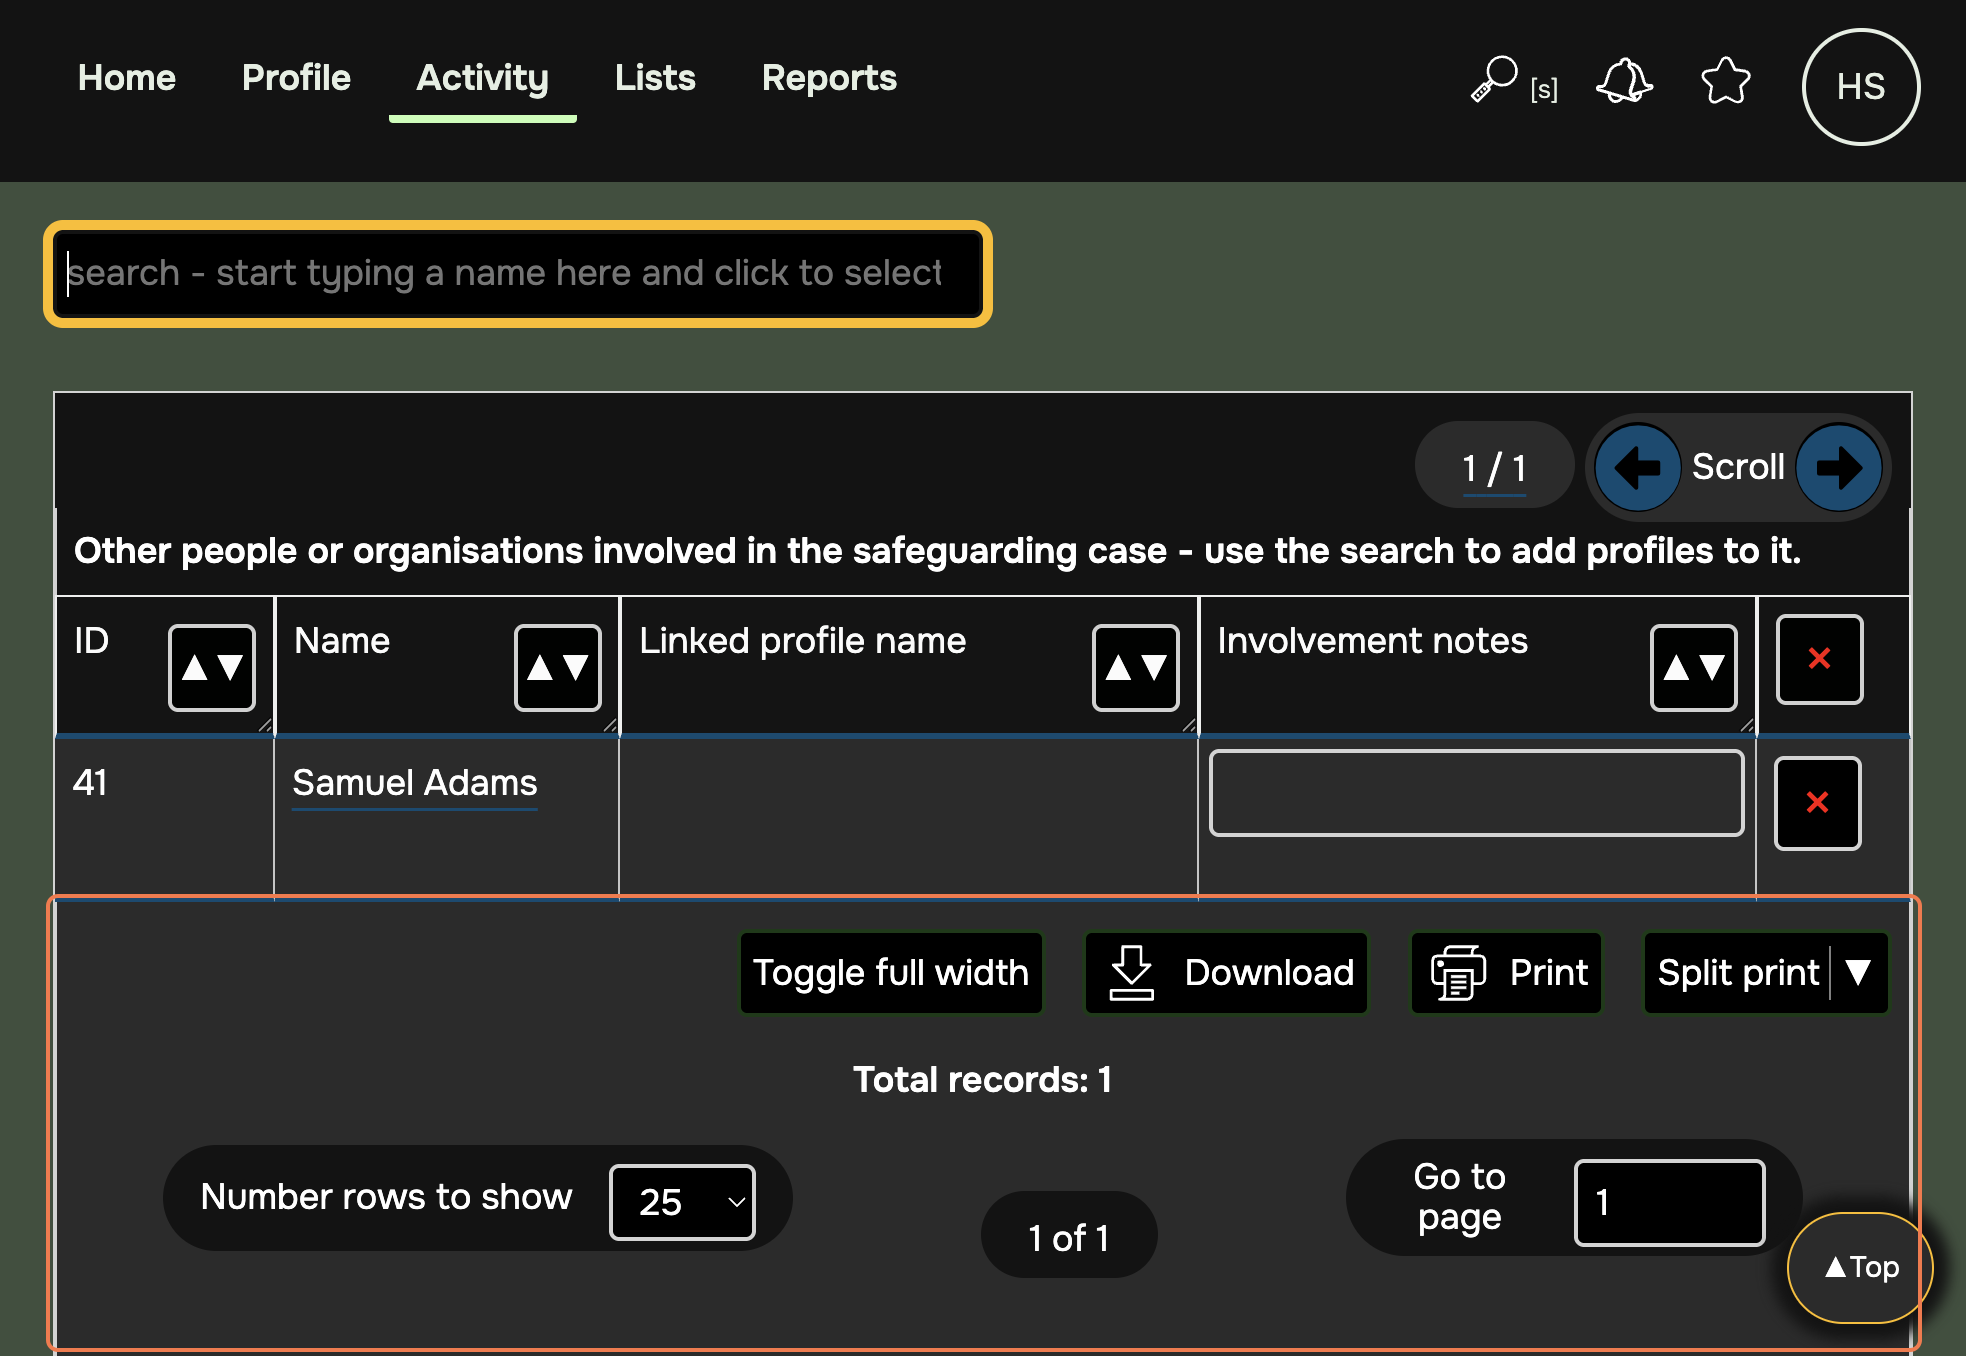 Home Profile Activity Lists Reports [s] HS
search - start typing a name here and click to select
1 / 1 Scroll
Other people or organisations involved in the safeguarding case - use the search to add profiles to it.
ID ▲▼ Name ▲▼ Linked profile name ▲▼ Involvement notes ▲▼ ×
41 Samuel Adams ×
Toggle full width Download Print Split print ▼
Total records: 1
Number rows to show 25
1 of 1
Go to
page 1
▲Top